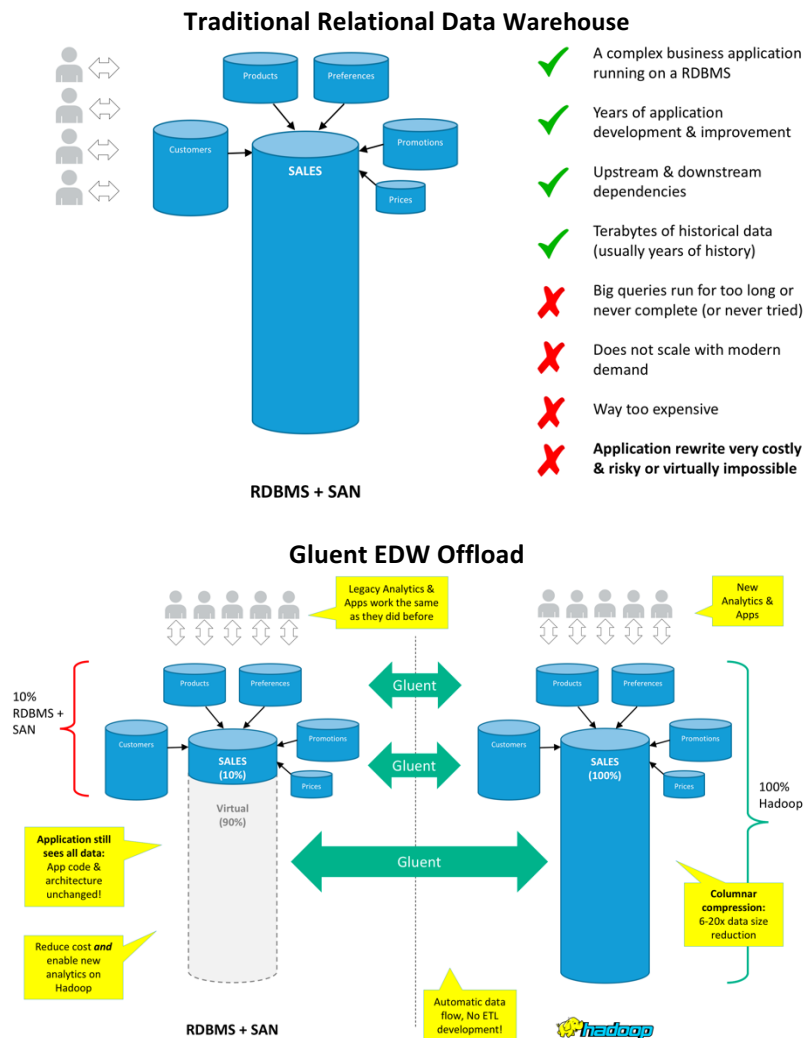 Traditional Relational Data Warehouse
Products
Preferences
Customers
SALES
Promotions
Prices
RDBMS + SAN
A complex business application
running on a RDBMS
Years of application
development & improvement
Upstream & downstream
dependencies
Terabytes of historical data
(usually years of history)
Big queries run for too long or
never complete (or never tried)
Does not scale with modern
demand
Way too expensive
Application rewrite very costly
& risky or virtually impossible
Gluent EDW Offload
Legacy Analytics &
Apps work the same
as they did before
New
Analytics &
Apps
10%
RDBMS +
SAN
Products
Preferences
Customers
SALES
(10%)
Promotions
Prices
Virtual
(90%)
Gluent
Gluent
Gluent
Products
Preferences
Customers
SALES
(100%)
Promotions
Prices
100%
Hadoop
Application still
sees all data:
App code &
architecture
unchanged!
Reduce cost and
enable new
analytics on
Hadoop
Columnar
compression:
6-20x data size
reduction
Automatic data
flow, No ETL
development!
RDBMS + SAN
hadoop